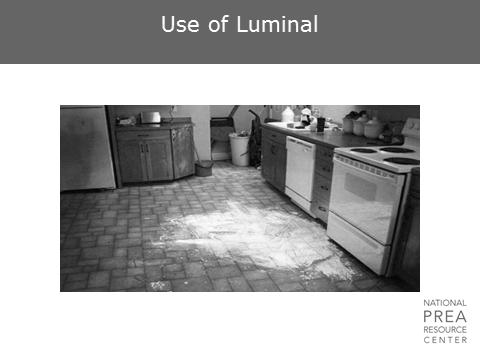 Use of Luminal
NATIONAL
PREA
RESOURCE
CENTER